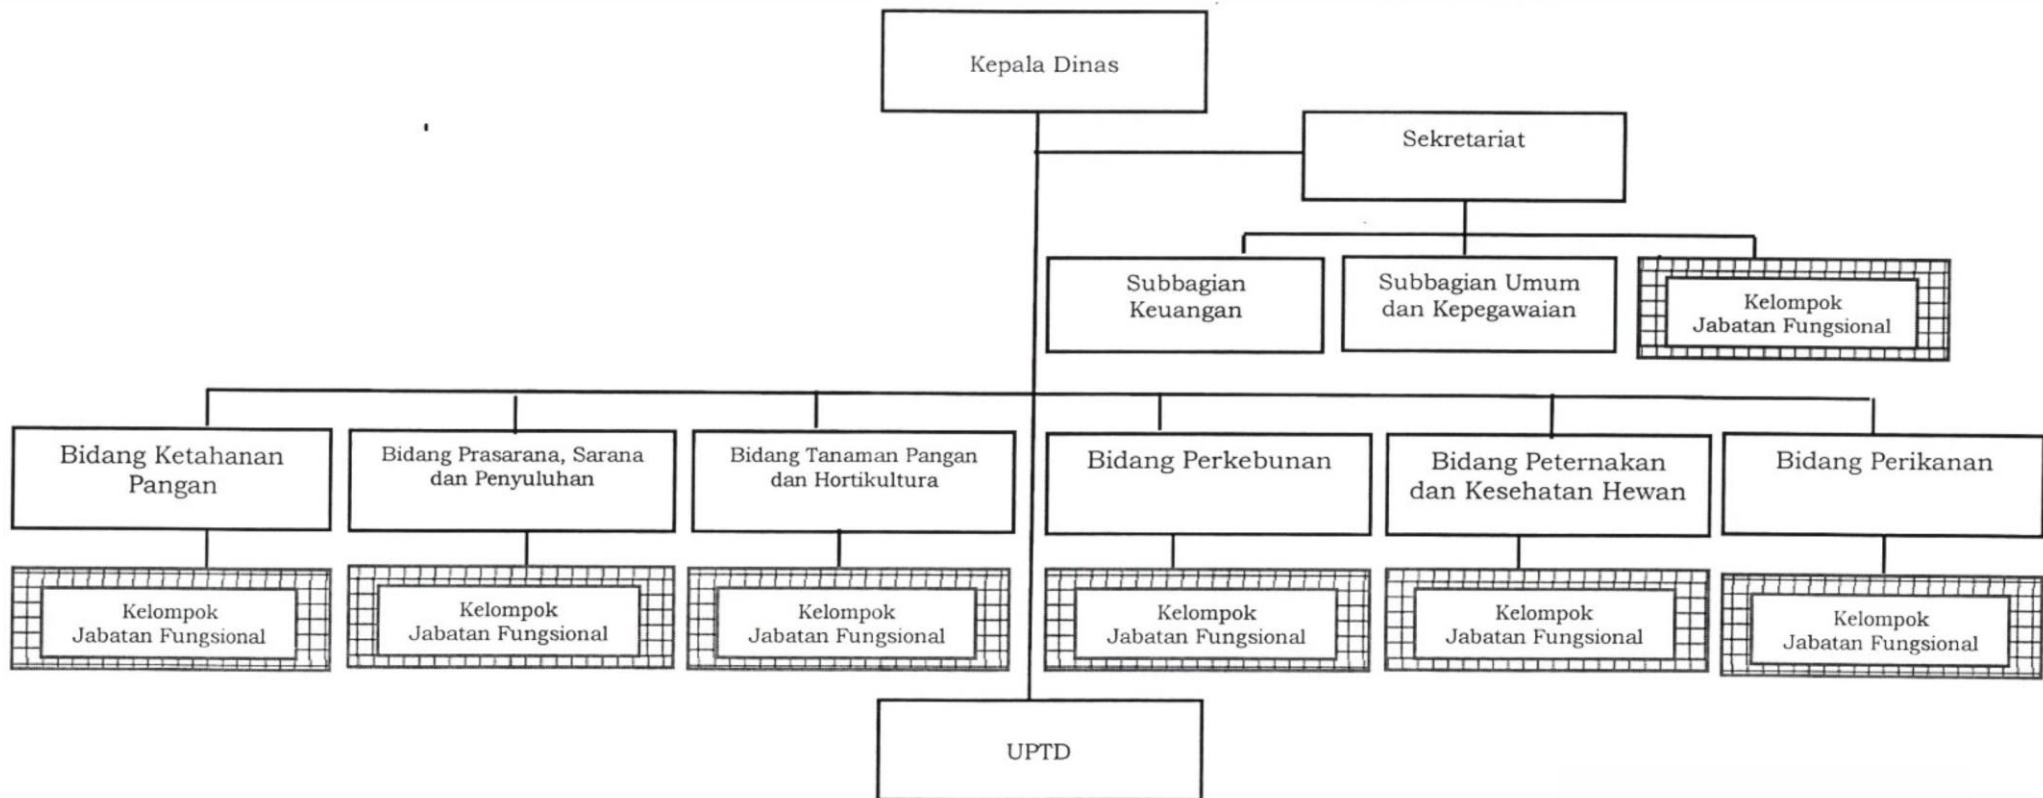 Kepala Dinas
Sekretariat
Subbagian
Keuangan
Subbagian Umum
dan Kepegawaian
Kelompok
Jabatan Fungsional
Bidang Ketahanan
Pangan
Bidang Prasarana, Sarana
dan Penyuluhan
Bidang Tanaman Pangan
dan Hortikultura
Bidang Perkebunan
Bidang Peternakan
dan Kesehatan Hewan
Bidang Perikanan
Kelompok
Jabatan Fungsional
Kelompok
Jabatan Fungsional
Kelompok
Jabatan Fungsional
Kelompok
Jabatan Fungsional
Kelompok
Jabatan Fungsional
Kelompok
Jabatan Fungsional
UPTD